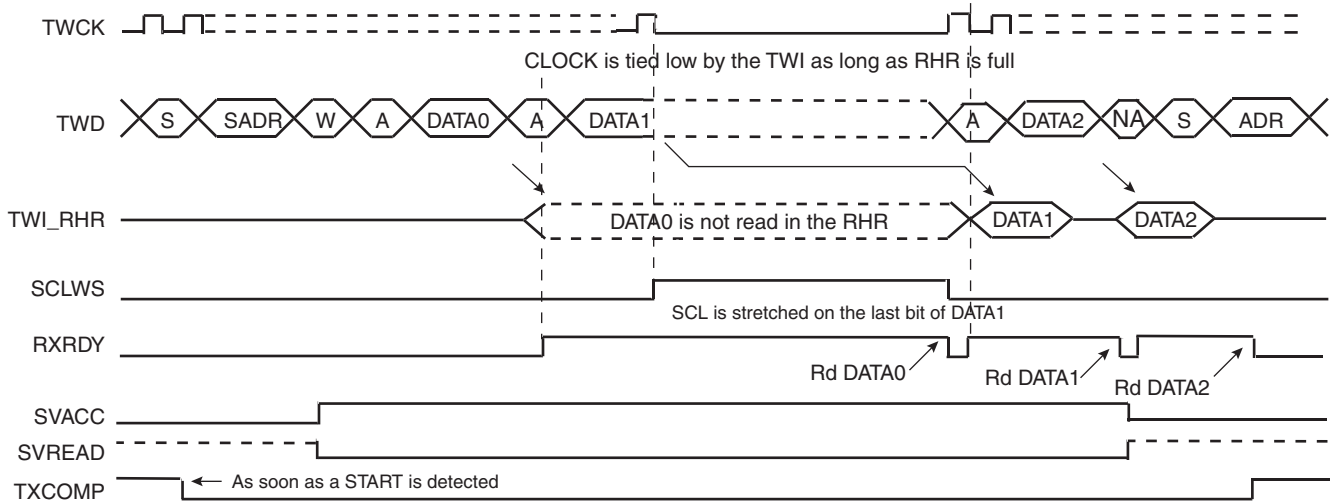 TWCK
CLOCK is tied low by the TWI as long as RHR is full
TWD S SADR W A DATA0 A DATA1 A DATA2 NA S ADR
TWI_RHR DATA0 is not read in the RHR DATA1 DATA2
SCLWS
SCL is stretched on the last bit of DATA1
RXRDY
Rd DATA0 Rd DATA1 Rd DATA2
SVACC
SVREAD
TXCOMP As soon as a START is detected